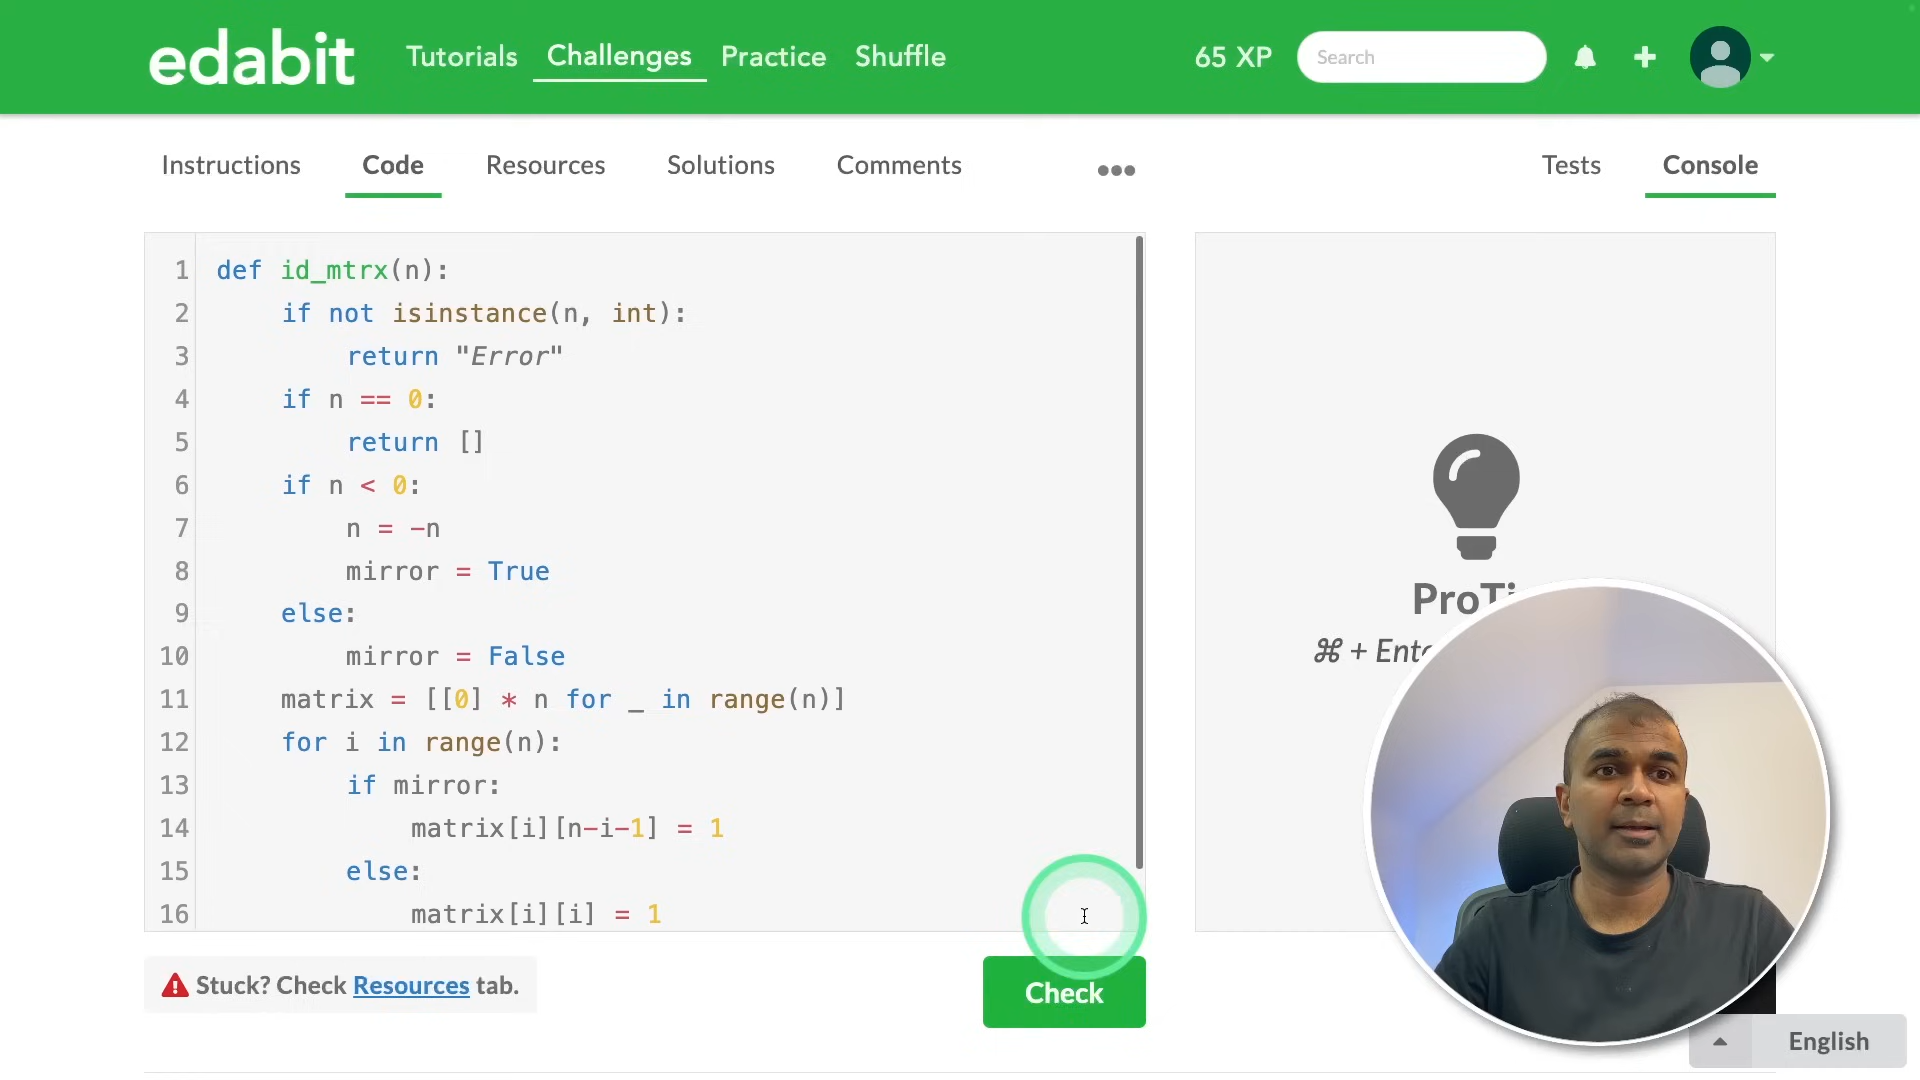 edabit Tutorials Challenges Practice Shuffle 65 XP Search
Instructions Code Resources Solutions Comments Tests Console
1 def id_mtrx(n):
2 if not isinstance(n, int):
3 return "Error"
4 if n == 0:
5 return []
6 if n < 0:
7 n = -n
8 mirror = True
9 else:
10 mirror = False
11 matrix = [[0] * n for _ in range(n)]
12 for i in range(n):
13 if mirror:
14 matrix[i][n-i-1] = 1
15 else:
16 matrix[i][i] = 1
⌘ +
Stuck? Check Resources tab.
Check
English